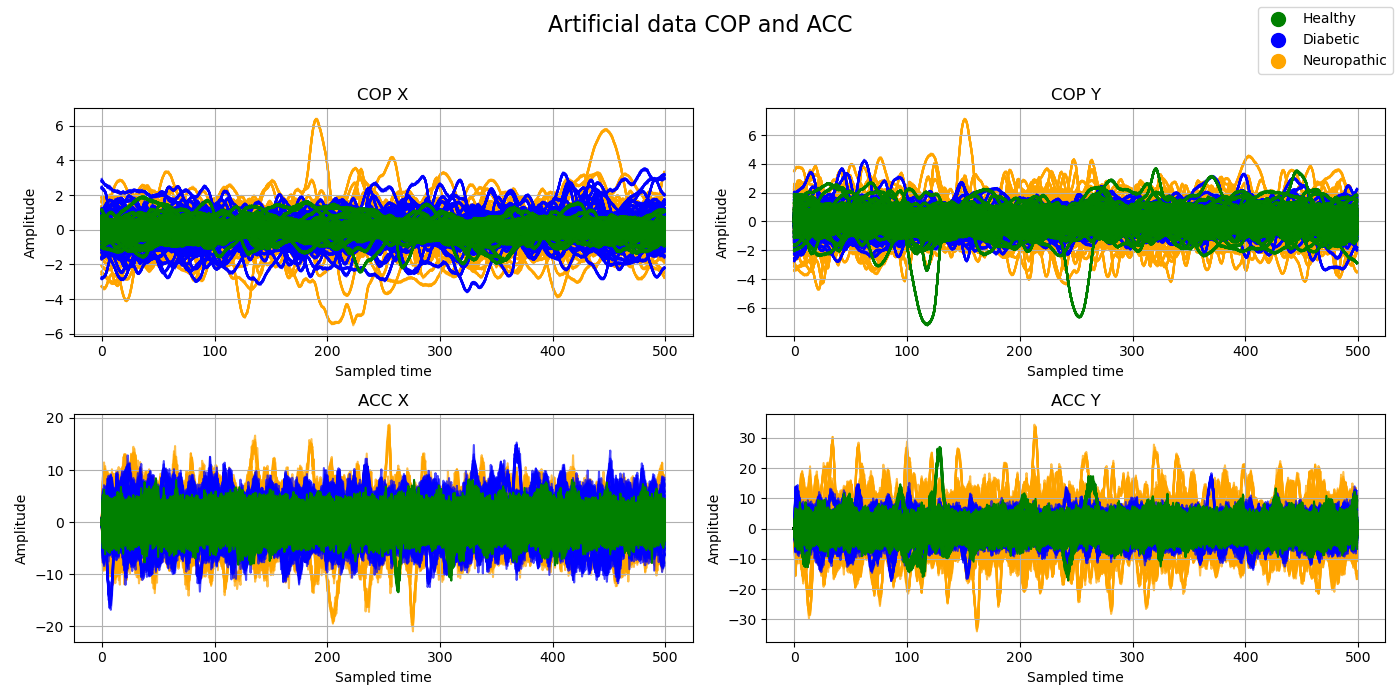 Artificial data COP and ACC
Healthy
Diabetic
Neuropathic
COP X
6
4
2
0
−2
−4
−6
Amplitude
0 100 200 300 400 500
Sampled time
COP Y
6
4
2
0
−2
−4
−6
Amplitude
0 100 200 300 400 500
Sampled time
ACC X
20
10
0
−10
−20
Amplitude
0 100 200 300 400 500
Sampled time
ACC Y
30
20
10
0
−10
−20
−30
Amplitude
0 100 200 300 400 500
Sampled time